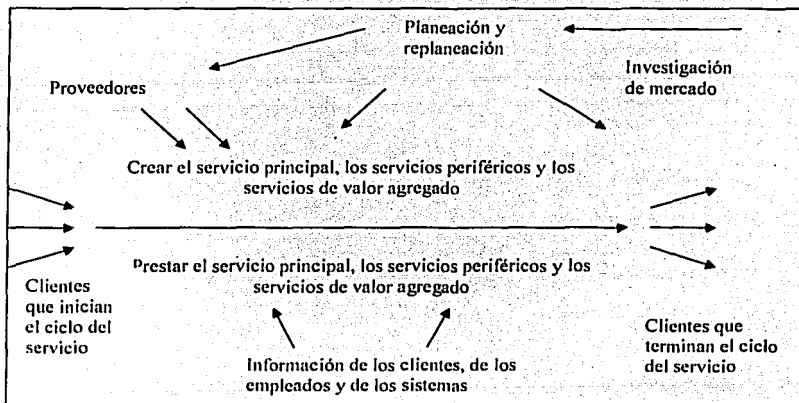 Planeación y
replaneación
Investigación
de mercado
Proveedores
Crear el servicio principal, los servicios periféricos y los
servicios de valor agregado
Prestar el servicio principal, los servicios periféricos y los
servicios de valor agregado
Clientes
que inician
el ciclo del
servicio
Clientes que
terminan el ciclo
del servicio
Información de los clientes, de los
empleados y de los sistemas